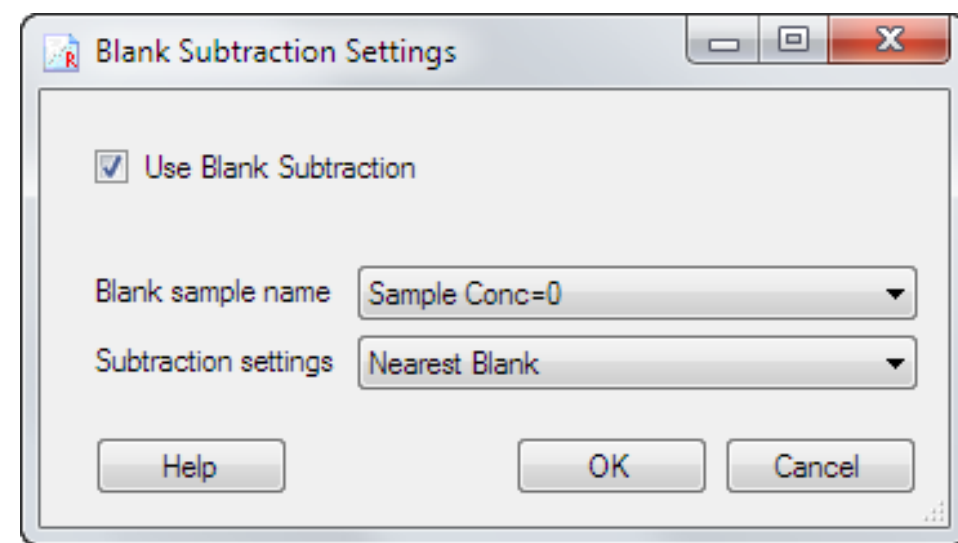 Blank Subtraction Settings
Use Blank Subtraction
Blank sample name Sample Conc=0
Subtraction settings Nearest Blank
Help OK Cancel